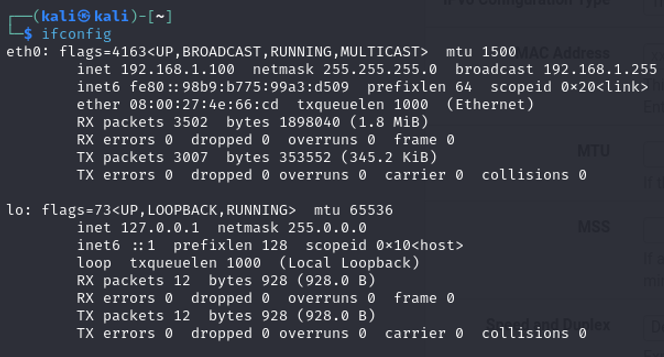 ┌──(kali㉿kali)-[~]
└─$ ifconfig
eth0: flags=4163<UP,BROADCAST,RUNNING,MULTICAST>  mtu 1500
        inet 192.168.1.100  netmask 255.255.255.0  broadcast 192.168.1.255
        inet6 fe80::98b9:b775:99a3:d509  prefixlen 64  scopeid 0×20<link>
        ether 08:00:27:4e:66:cd  txqueuelen 1000  (Ethernet)
        RX packets 3502  bytes 1898040 (1.8 MiB)
        RX errors 0  dropped 0  overruns 0  frame 0
        TX packets 3007  bytes 353552 (345.2 KiB)
        TX errors 0  dropped 0 overruns 0  carrier 0  collisions 0
lo: flags=73<UP,LOOPBACK,RUNNING>  mtu 65536
        inet 127.0.0.1  netmask 255.0.0.0
        inet6 ::1  prefixlen 128  scopeid 0×10<host>
        loop  txqueuelen 1000  (Local Loopback)
        RX packets 12  bytes 928 (928.0 B)
        RX errors 0  dropped 0  overruns 0  frame 0
        TX packets 12  bytes 928 (928.0 B)
        TX errors 0  dropped 0 overruns 0  carrier 0  collisions 0
Configuration Type
MAC Address
MTU
MSS
Speed and Duplex